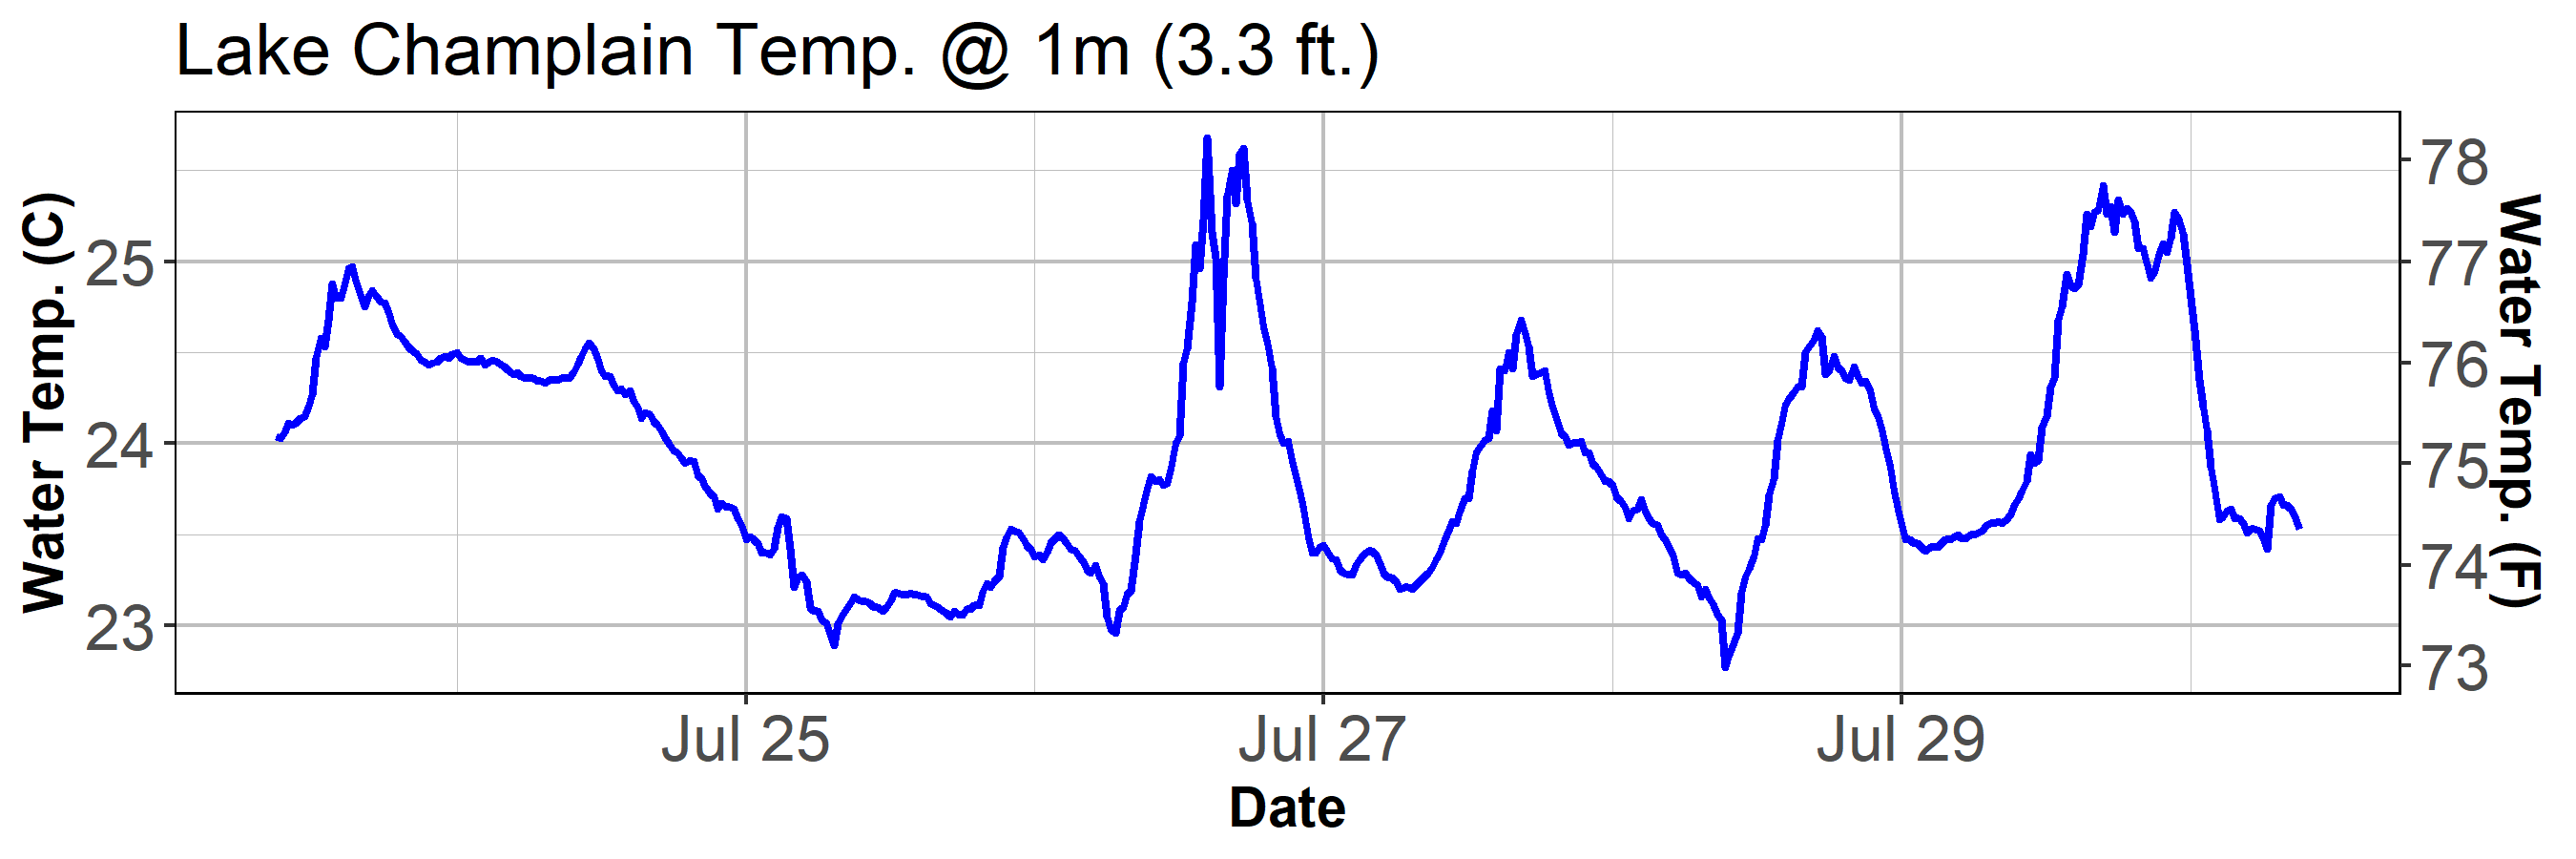 Lake Champlain Temp. @ 1m (3.3 ft.)
Water Temp. (C)
25
24
23
78
77
76
75
74
73
Water Temp. (F)
Jul 25
Jul 27
Jul 29
Date